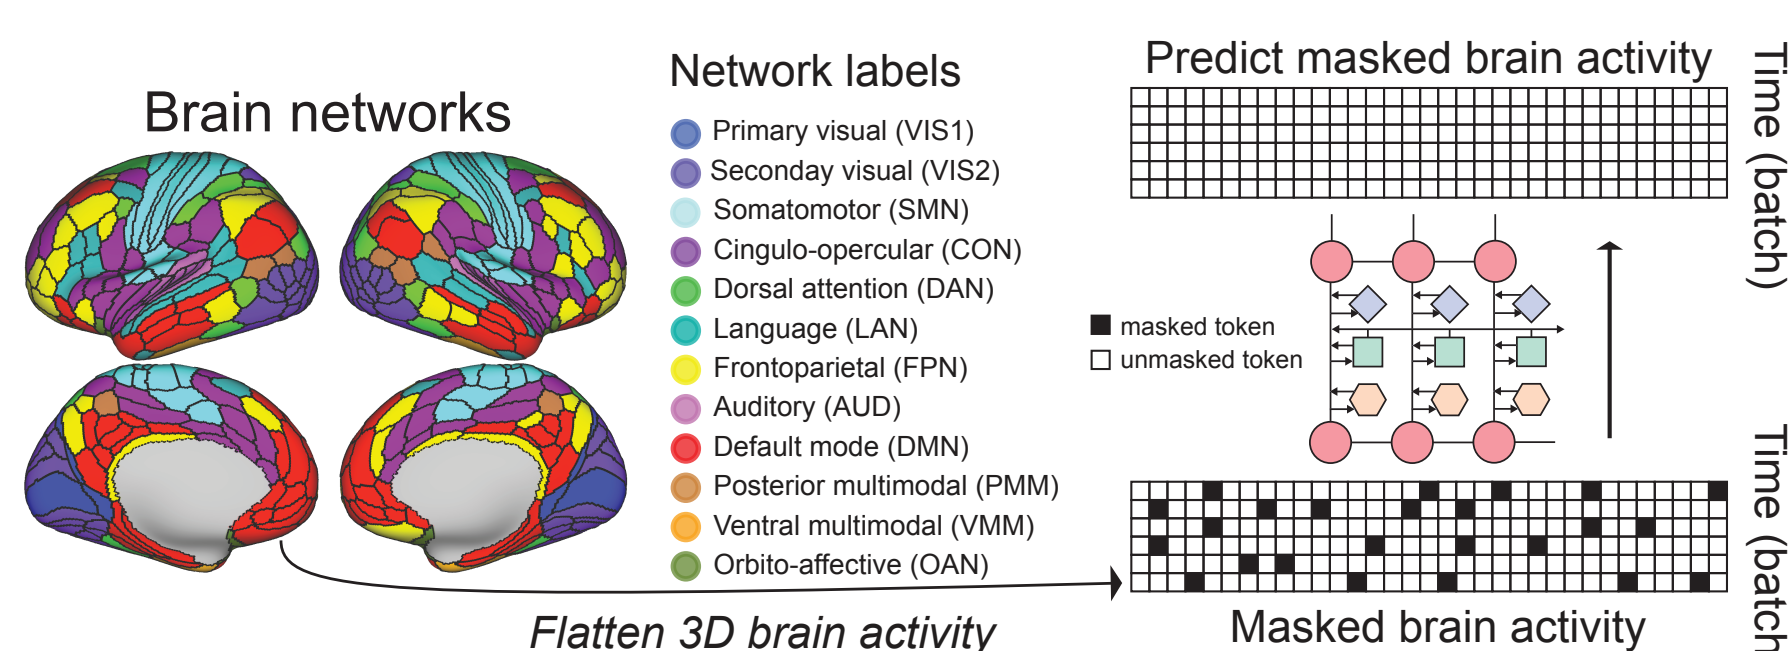 Brain networks
Network labels
Primary visual (VIS1)
Seconday visual (VIS2)
Somatomotor (SMN)
Cingulo-opercular (CON)
Dorsal attention (DAN)
Language (LAN)
Frontoparietal (FPN)
Auditory (AUD)
Default mode (DMN)
Posterior multimodal (PMM)
Ventral multimodal (VMM)
Orbito-affective (OAN)
Flatten 3D brain activity
Predict masked brain activity
Time (batch)
masked token
unmasked token
Masked brain activity
Time (batch